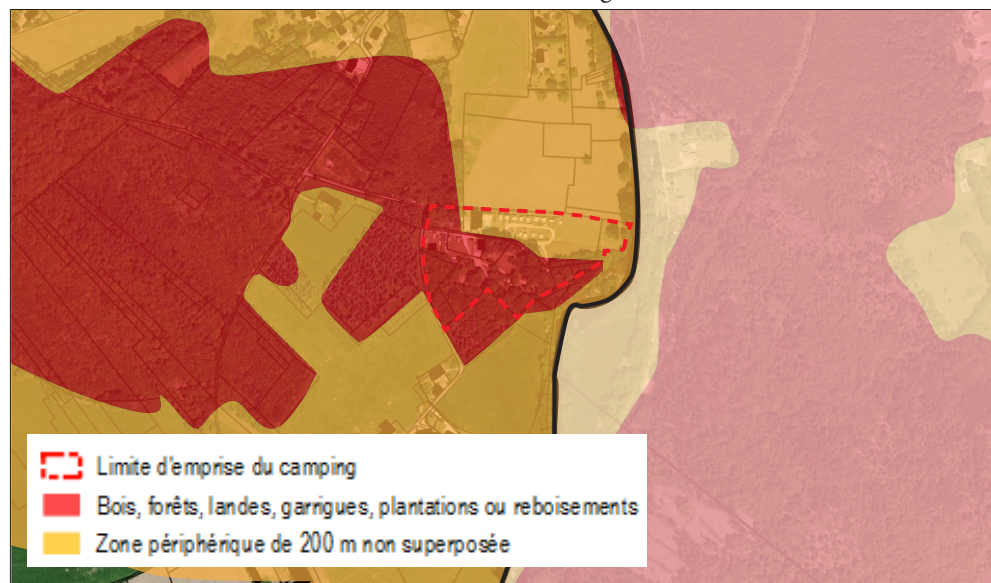 Limite d'emprise du camping
Bois, forêts, landes, garrigues, plantations ou reboisements
Zone périphérique de 200 m non superposée